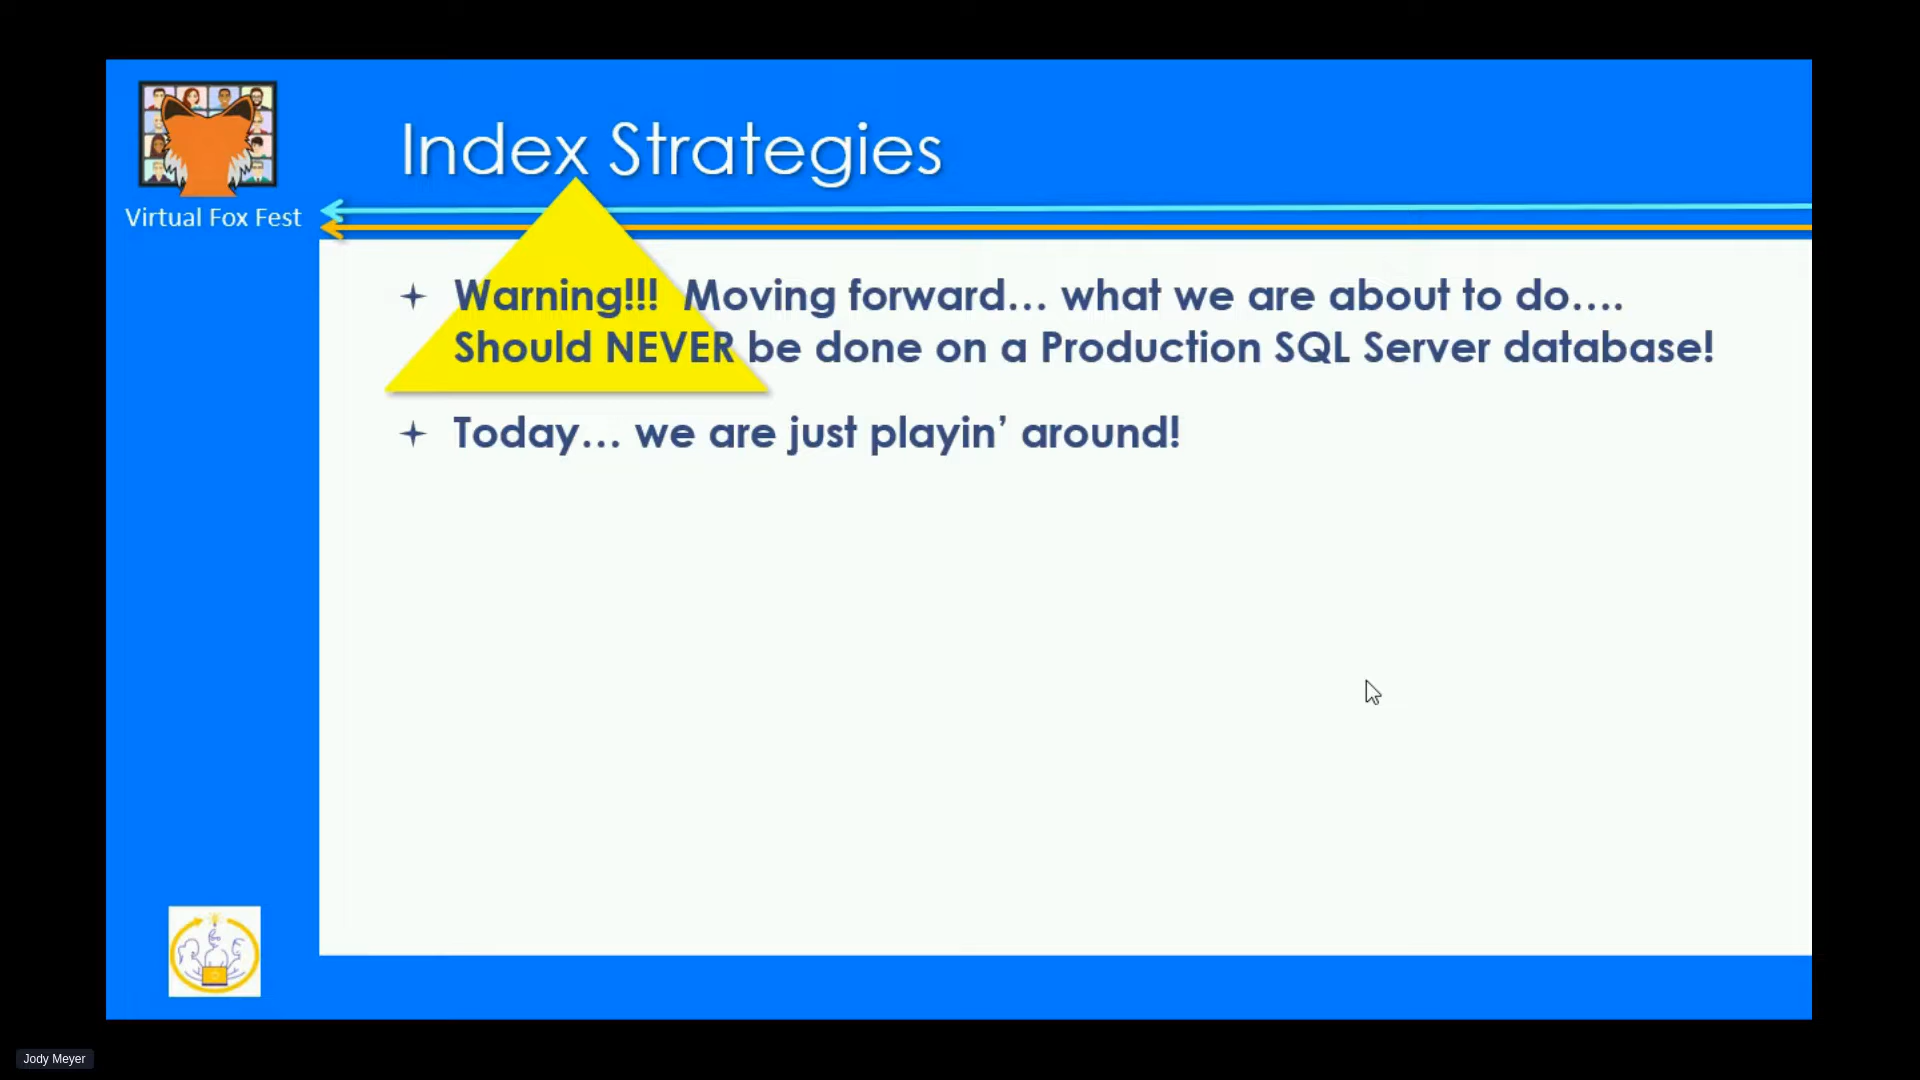 Index Strategies
Virtual Fox Fest
Warning!!! Moving forward... what we are about to do....
Should NEVER be done on a Production SQL Server database!
Today... we are just playin’ around!
Jody Meyer